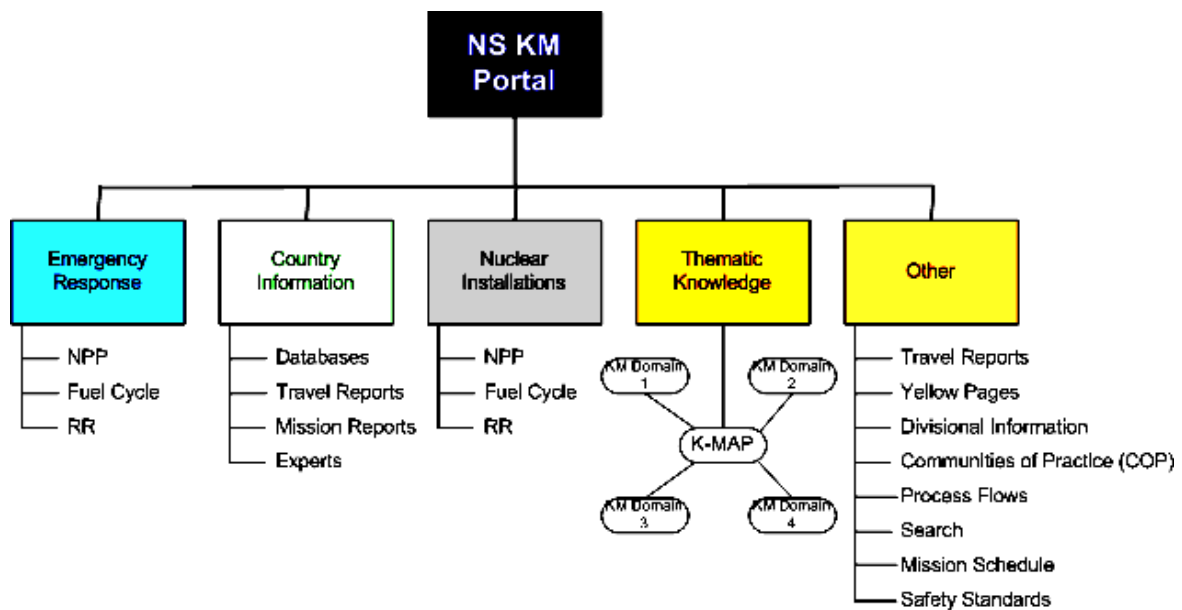 NS KM
Portal
Emergency
Response
Country
Information
Nuclear
Installations
Thematic
Knowledge
Other
NPP
Fuel Cycle
RR
Databases
Travel Reports
Mission Reports
Experts
NPP
Fuel Cycle
RR
KM Domain
1
KM Domain
2
K-MAP
KM Domain
3
KM Domain
4
Travel Reports
Yellow Pages
Divisional Information
Communities of Practice (COP)
Process Flows
Search
Mission Schedule
Safety Standards